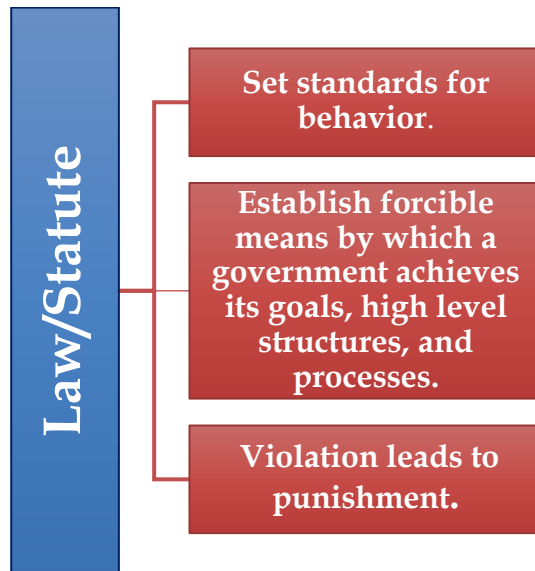 Law/Statute
Set standards for
behavior.
Establish forcible
means by which a
government achieves
its goals, high level
structures, and
processes.
Violation leads to
punishment.